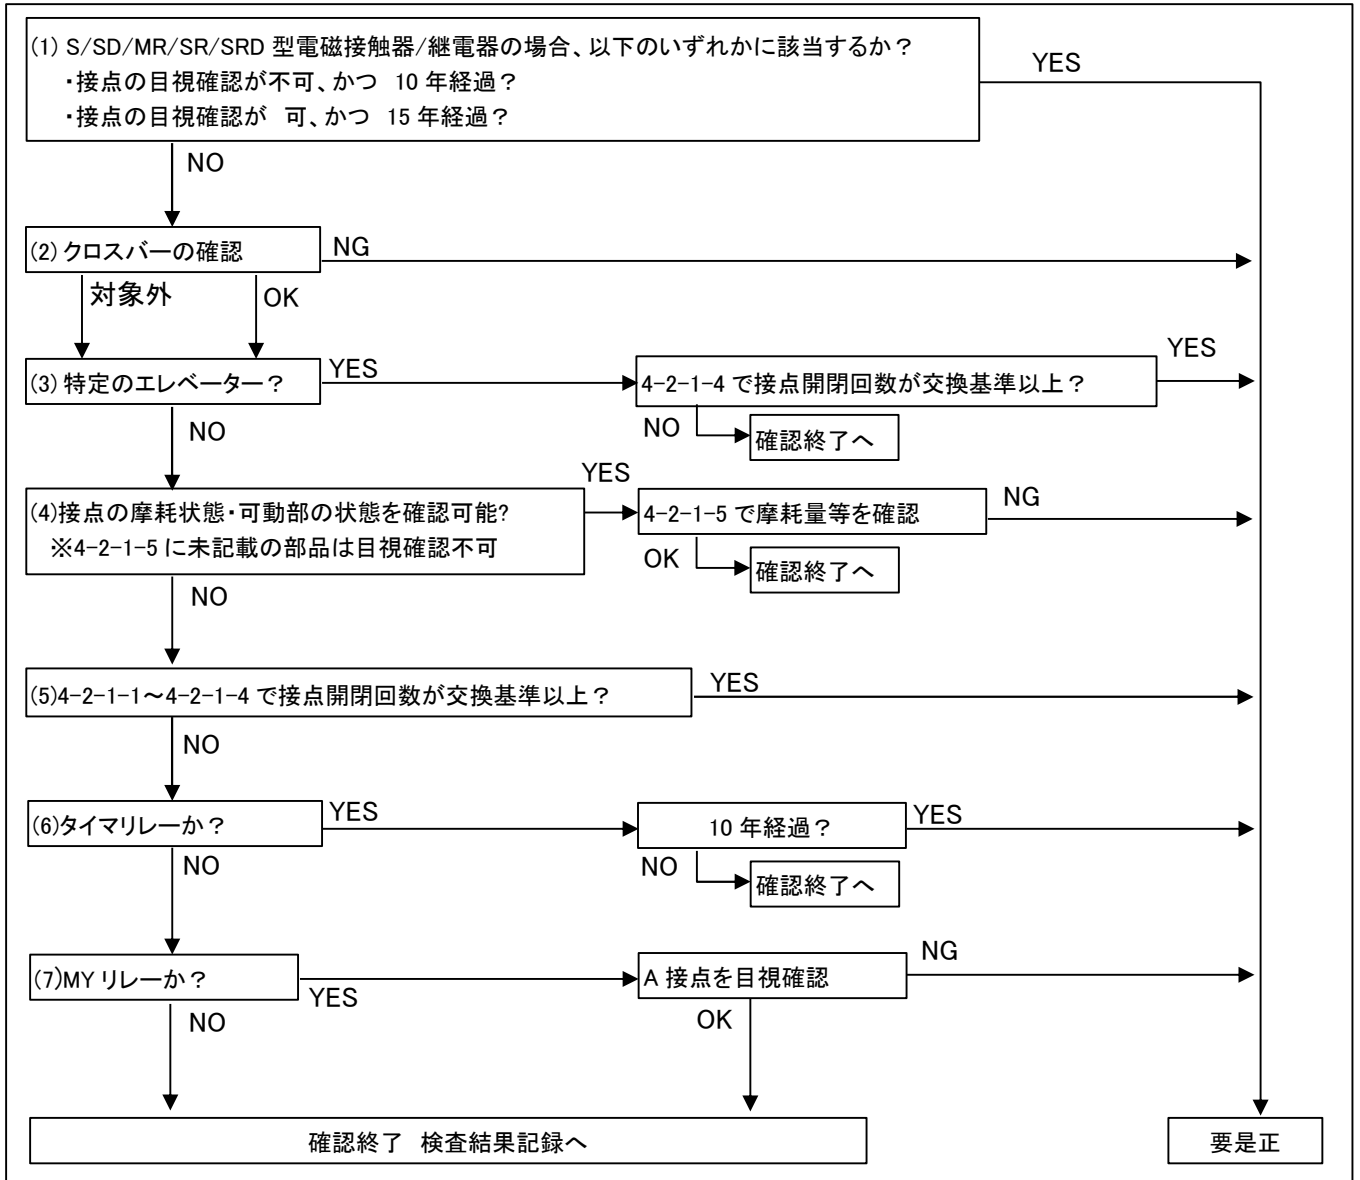 (1) S/SD/MR/SR/SRD 型電磁接触器/継電器の場合、以下のいずれかに該当するか？
・接点の目視確認が不可、かつ 10 年経過？
・接点の目視確認が 可、かつ 15 年経過？
YES
NO
(2) クロスバーの確認
NG
対象外
OK
(3) 特定のエレベーター？
YES
4-2-1-4 で接点開閉回数が交換基準以上？
YES
NO
NO
確認終了へ
(4)接点の摩耗状態・可動部の状態を確認可能?
※4-2-1-5 に未記載の部品は目視確認不可
YES
4-2-1-5 で摩耗量等を確認
NG
OK
確認終了へ
NO
(5)4-2-1-1～4-2-1-4 で接点開閉回数が交換基準以上？
YES
NO
(6)タイマリレーか？
YES
10 年経過？
YES
NO
NO
確認終了へ
(7)MY リレーか？
YES
A 接点を目視確認
NG
NO
OK
確認終了 検査結果記録へ
要是正